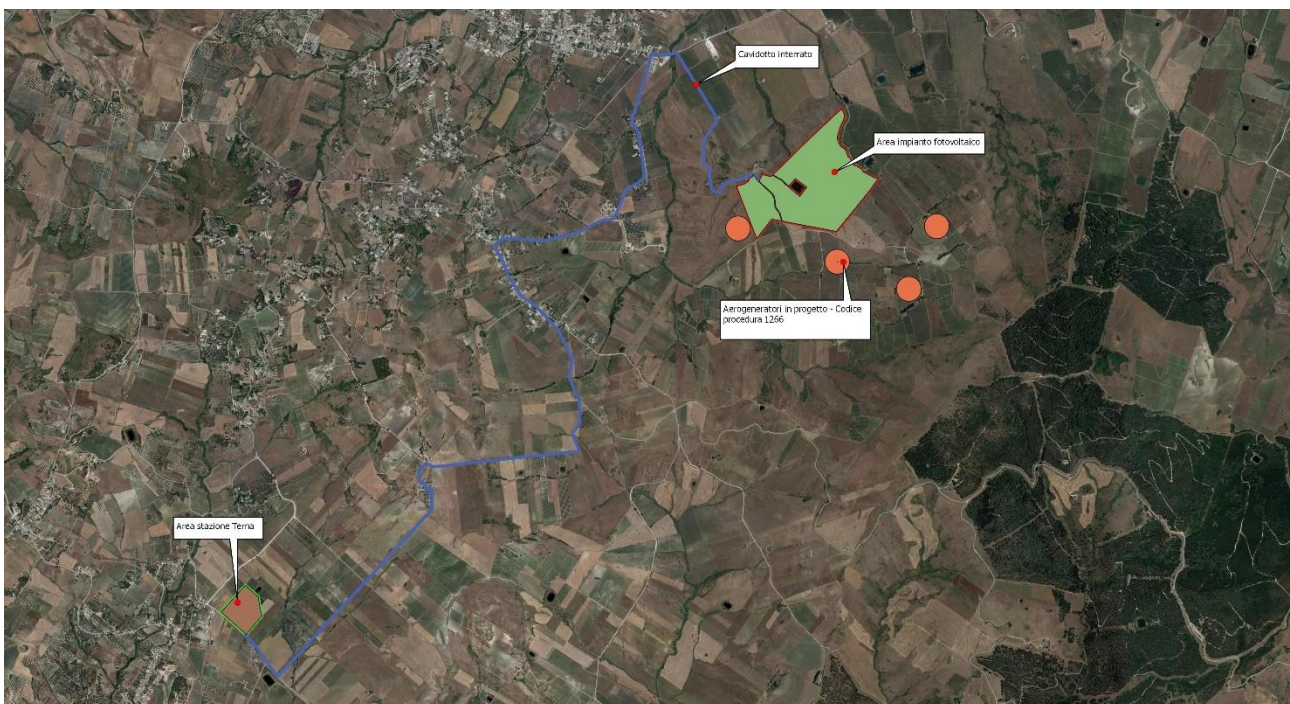 Cavidotto interrato
Area impianto fotovoltaico
Aerogeneratori in progetto - Codice
procedura 1266
Area stazione Terna